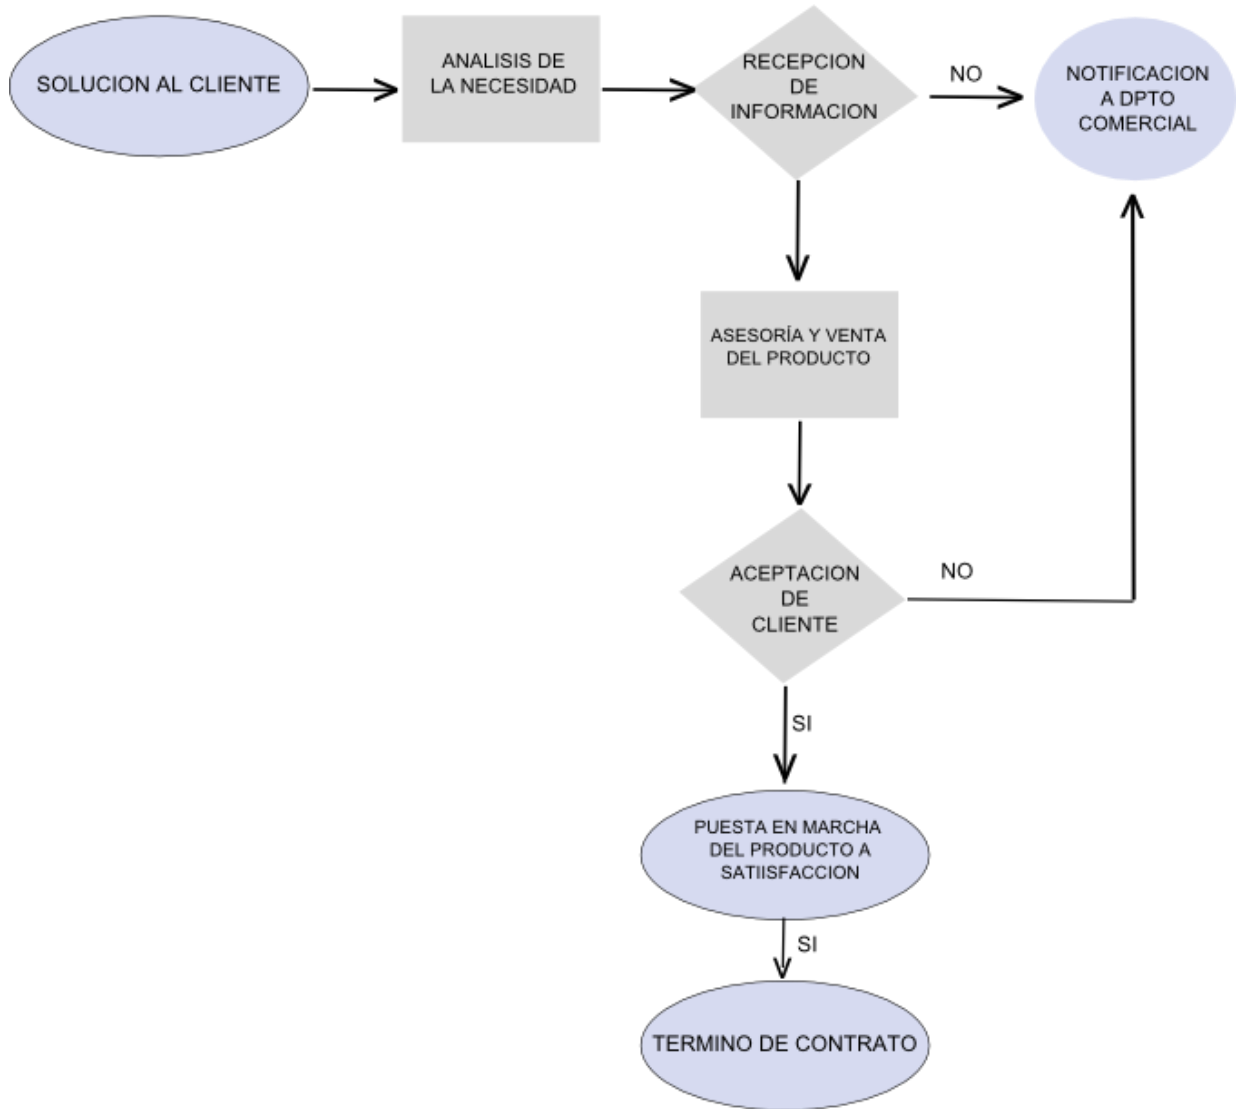 SOLUCION AL CLIENTE
ANALISIS DE
LA NECESIDAD
RECEPCION
DE
INFORMACION
NO
NOTIFICACION
A DPTO
COMERCIAL
ASESORÍA Y VENTA
DEL PRODUCTO
ACEPTACION
DE
CLIENTE
NO
SI
PUESTA EN MARCHA
DEL PRODUCTO A
SATIISFACCION
SI
TERMINO DE CONTRATO